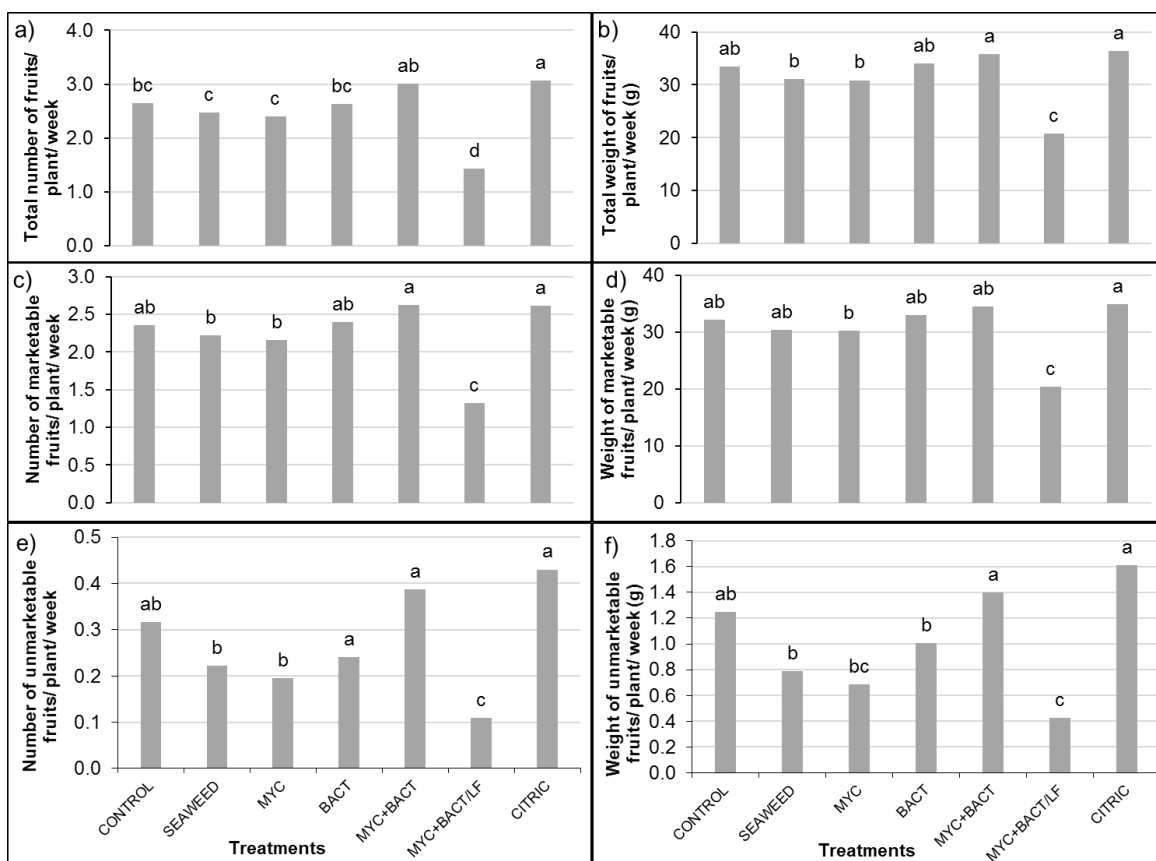 a)
Total number of fruits/
plant/ week
4.0
3.0
2.0
1.0
0.0
bc
c
c
bc
ab
d
a
b)
Total weight of fruits/
plant/ week (g)
40
30
20
10
0
ab
b
b
ab
a
c
a
c)
Number of marketable
fruits/ plant/ week
3.0
2.5
2.0
1.5
1.0
0.5
0.0
ab
b
b
ab
a
c
a
d)
Weight of marketable
fruits/ plant/ week (g)
40
30
20
10
0
ab
ab
b
ab
ab
c
a
e)
Number of unmarketable
fruits/ plant/ week
0.5
0.4
0.3
0.2
0.1
0.0
ab
b
b
a
a
c
a
CONTROL
SEAWEED
MYC
BACT
MYC+BACT
MYC+BACT/LF
CITRIC
Treatments
f)
Weight of unmarketable
fruits/ plant/ week (g)
1.8
1.6
1.4
1.2
1.0
0.8
0.6
0.4
0.2
0.0
ab
b
bc
b
a
c
a
CONTROL
SEAWEED
MYC
BACT
MYC+BACT
MYC+BACT/LF
CITRIC
Treatments